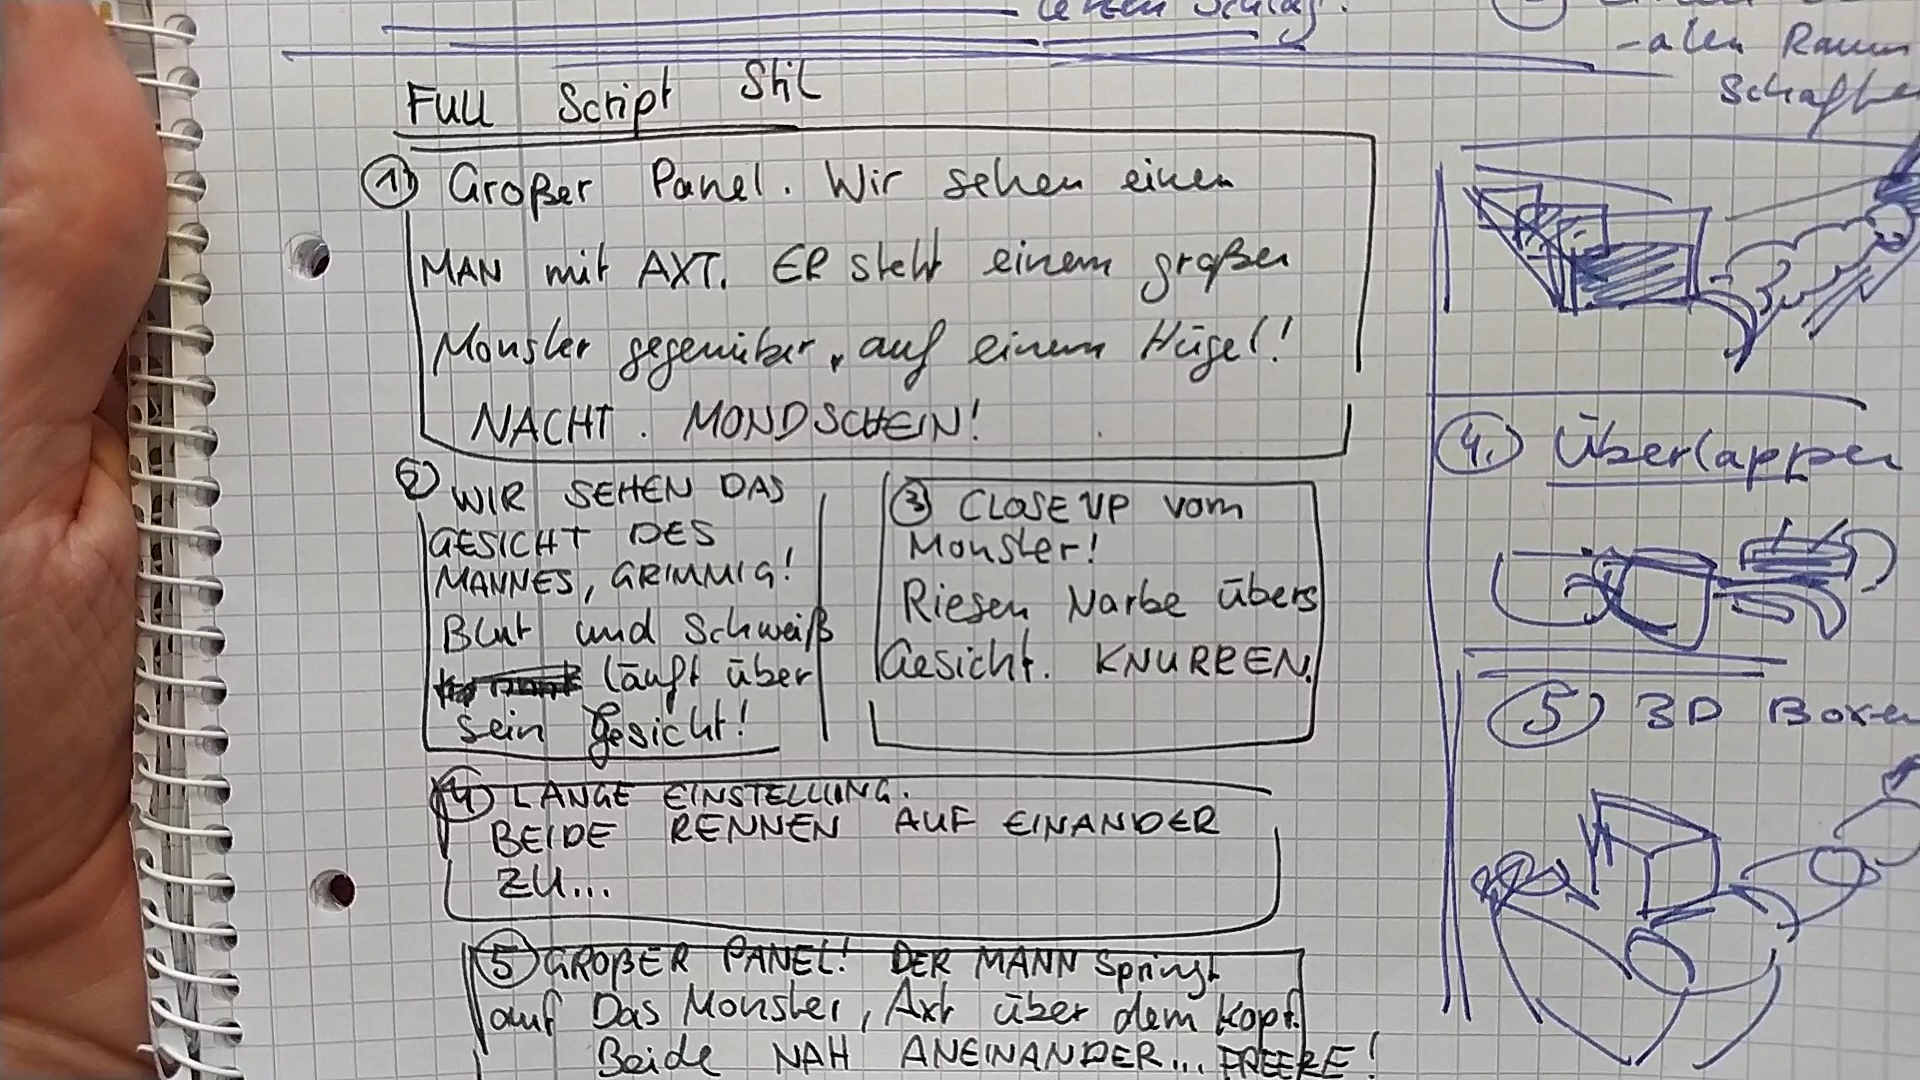 letzen Schlag.
Full Script Stil
1) Großer Panel. Wir sehen einen
MAN mit AXT. ER steht einem großen
Monster gegenüber, auf einem Hügel!
NACHT. MONDSCHEIN!
2 WIR SEHEN DAS
GESICHT DES
MANNES, GRIMMIG!
Blut und Schweiß
läuft über
sein Gesicht!
3 CLOSE UP vom
Monster!
Riesen Narbe übers
Gesicht. KNURREN.
4 LANGE EINSTELLUNG.
BEIDE RENNEN AUF EINANDER
ZU...
5 GROßER PANEL! DER MANN springt
auf Das Monster, Axt über dem Kopf.
Beide NAH ANEINANDER...
-alen Raum
Schaffen
4. Überlappen
5 3D Boxen